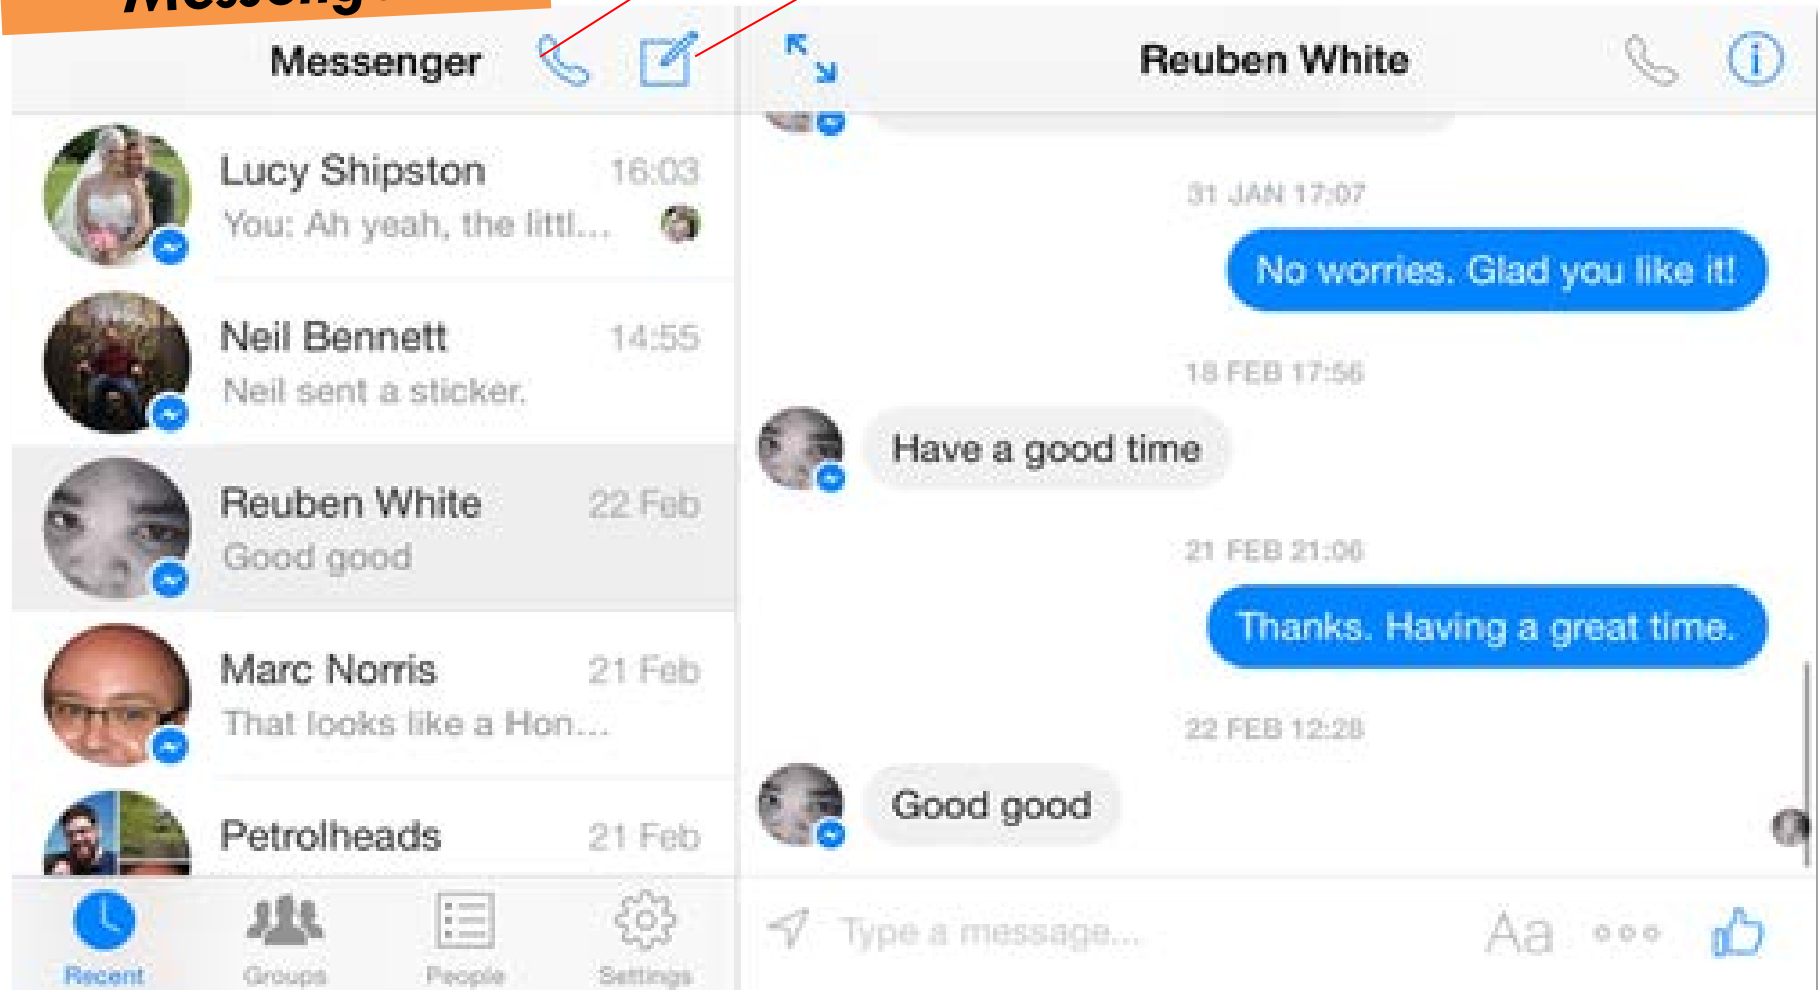 Messenger
Messenger
Lucy Shipston 16:03
You: Ah yeah, the littl...
Neil Bennett 14:55
Neil sent a sticker.
Reuben White 22 Feb
Good good
Marc Norris 21 Feb
That looks like a Hon...
Petrolheads 21 Feb
Recent Groups People Settings
Reuben White
31 JAN 17:07
No worries. Glad you like it!
18 FEB 17:56
Have a good time
21 FEB 21:06
Thanks. Having a great time.
22 FEB 12:28
Good good
Type a message... Aa